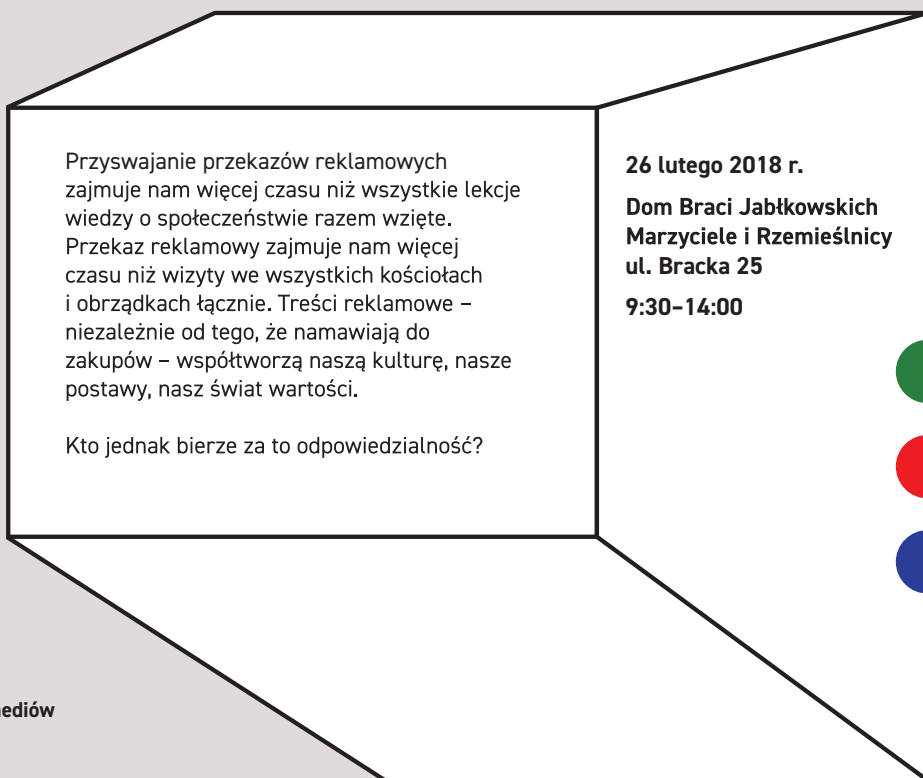 Przyswajanie przekazów reklamowych
zajmuje nam więcej czasu niż wszystkie lekcje
wiedzy o społeczeństwie razem wzięte.
Przekaz reklamowy zajmuje nam więcej
czasu niż wizyty we wszystkich kościołach
i obrządkach łącznie. Treści reklamowe –
niezależnie od tego, że namawiają do
zakupów – współtworzą naszą kulturę, nasze
postawy, nasz świat wartości.
Kto jednak bierze za to odpowiedzialność?
26 lutego 2018 r.
Dom Braci Jabłkowskich
Marzyciele i Rzemieślnicy
ul. Bracka 25
9:30–14:00